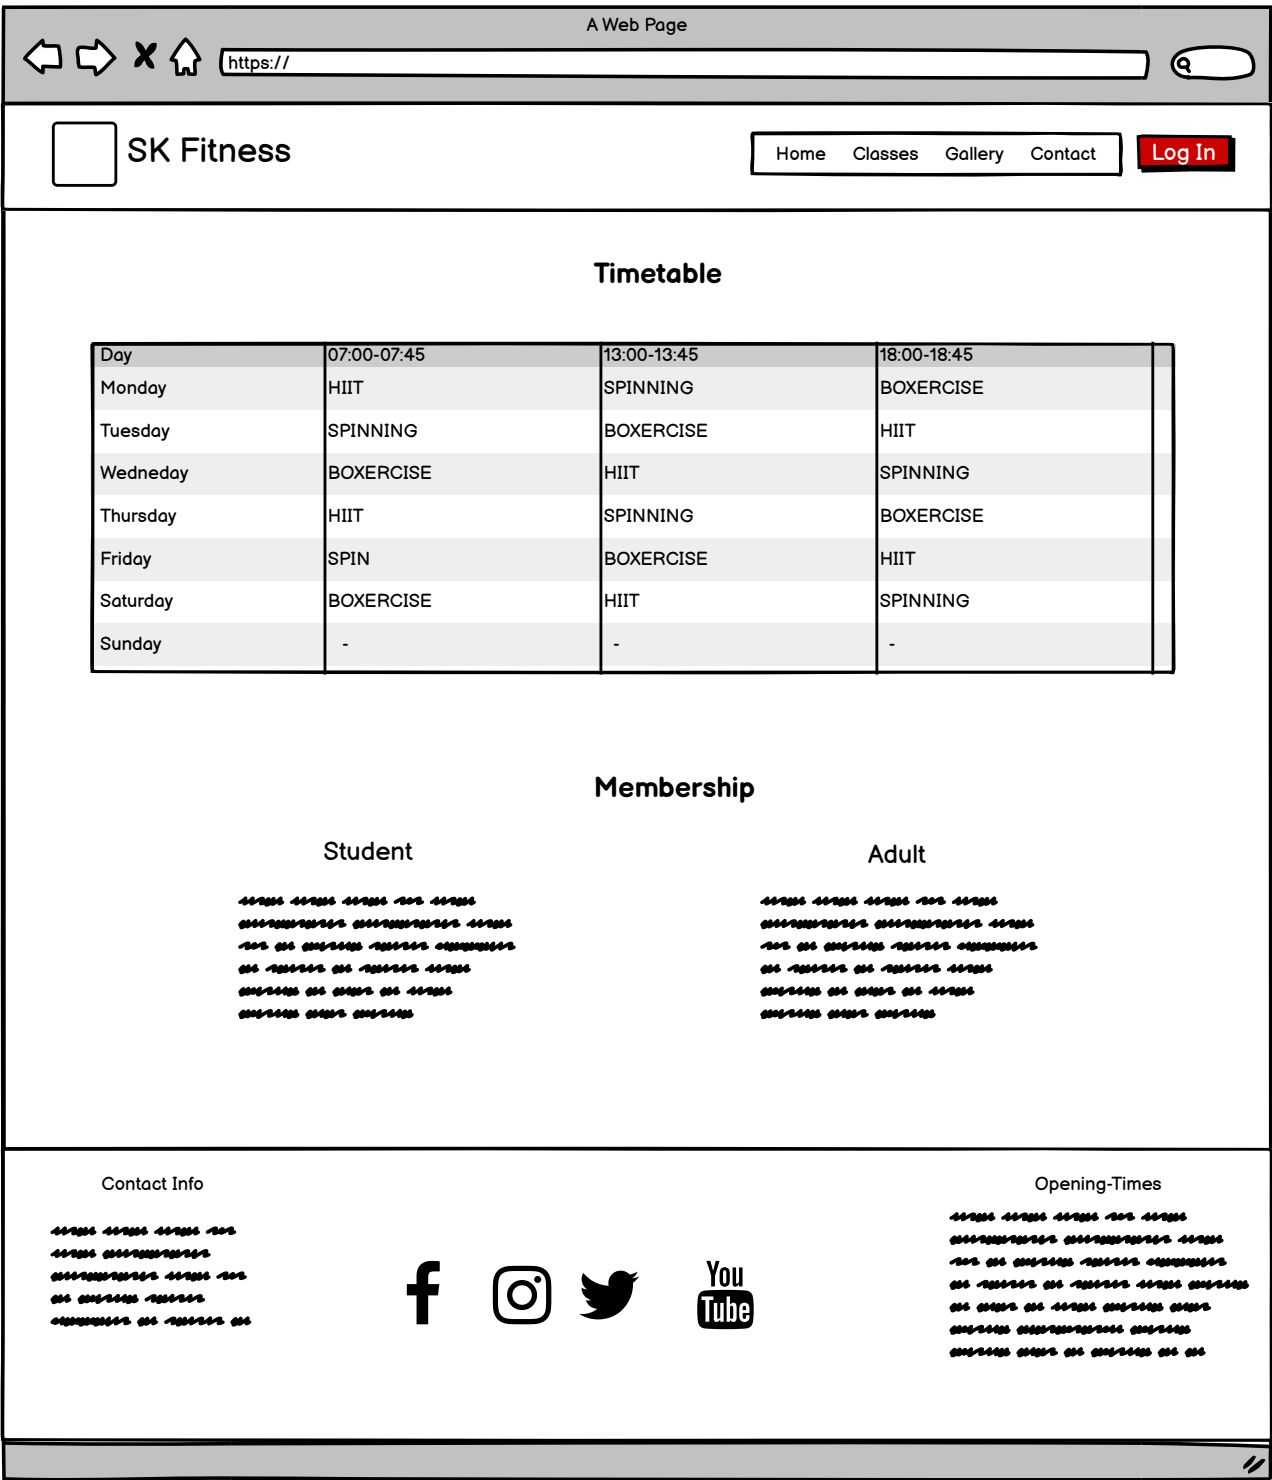 A Web Page
https://
SK Fitness
Home Classes Gallery Contact
Log In
Timetable
Day 07:00-07:45 13:00-13:45 18:00-18:45
Monday HIIT SPINNING BOXERCISE
Tuesday SPINNING BOXERCISE HIIT
Wedneday BOXERCISE HIIT SPINNING
Thursday HIIT SPINNING BOXERCISE
Friday SPIN BOXERCISE HIIT
Saturday BOXERCISE HIIT SPINNING
Sunday - - -
Membership
Student
Adult
Contact Info
Opening-Times
You
Tube